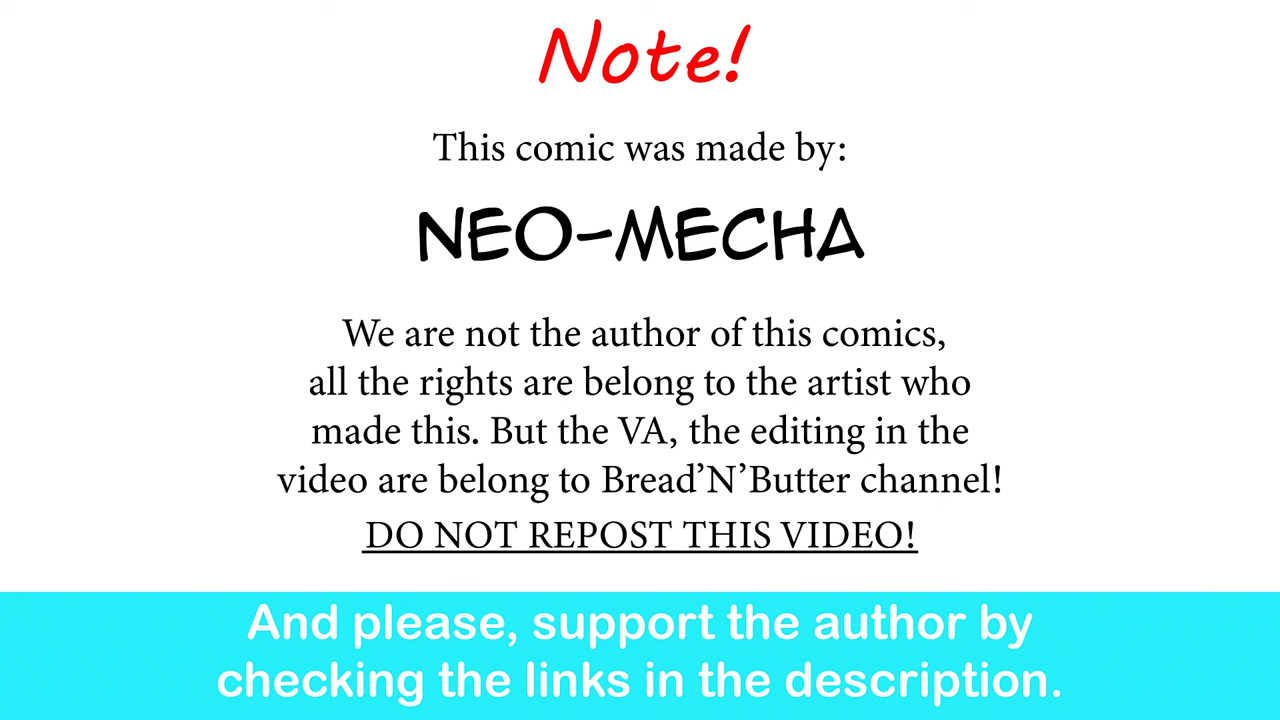 Note!
This comic was made by:
NEO-MECHA
We are not the author of this comics,
all the rights are belong to the artist who
made this. But the VA, the editing in the
video are belong to Bread’N’Butter channel!
DO NOT REPOST THIS VIDEO!
And please, support the author by
checking the links in the description.